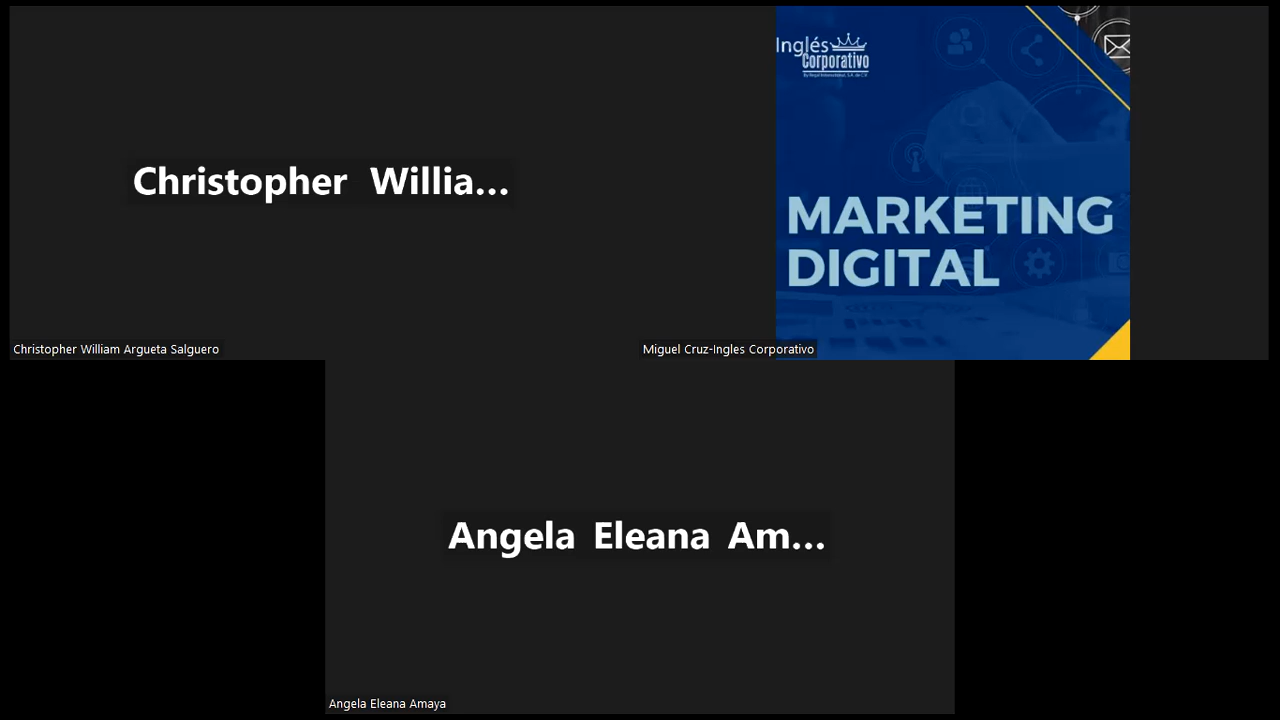 Christopher Willia...
Christopher William Argueta Salguero
Inglés
Corporativo
MARKETING
DIGITAL
Miguel Cruz-Ingles Corporativo
Angela Eleana Am...
Angela Eleana Amaya